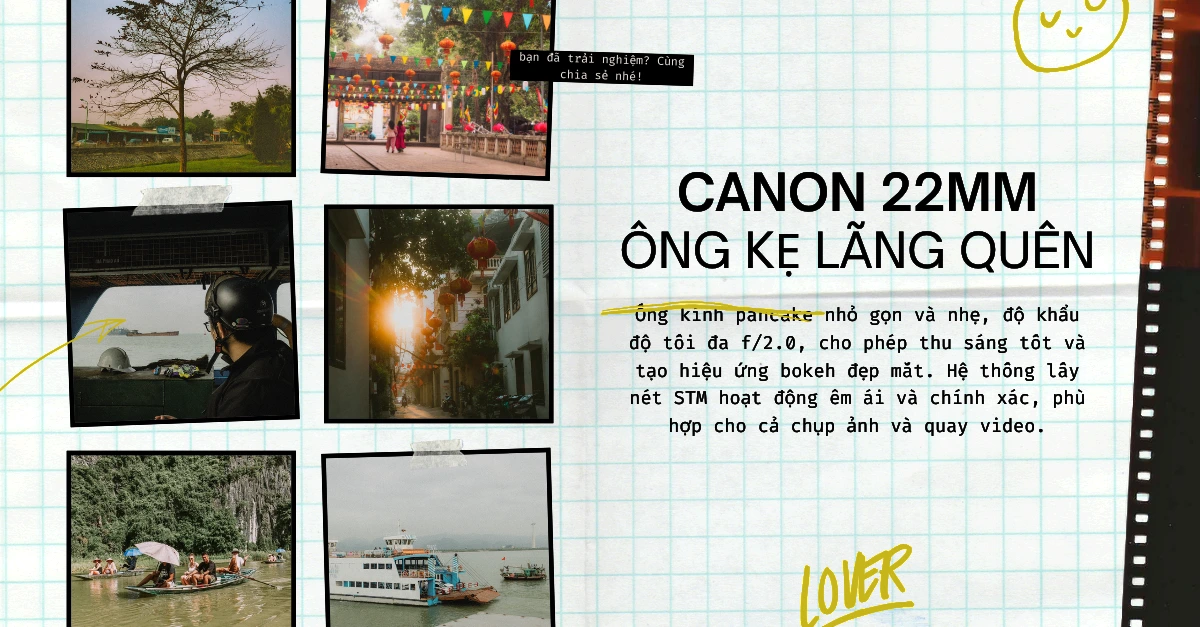 bạn đã trải nghiệm? Cùng
chia sẻ nhé!
CANON 22MM
ÔNG KẸ LÃNG QUÊN
Ống kính pancake nhỏ gọn và nhẹ, độ khẩu
độ tối đa f/2.0, cho phép thu sáng tốt và
tạo hiệu ứng bokeh đẹp mắt. Hệ thống lấy
nét STM hoạt động êm ái và chính xác, phù
hợp cho cả chụp ảnh và quay video.
LOVER